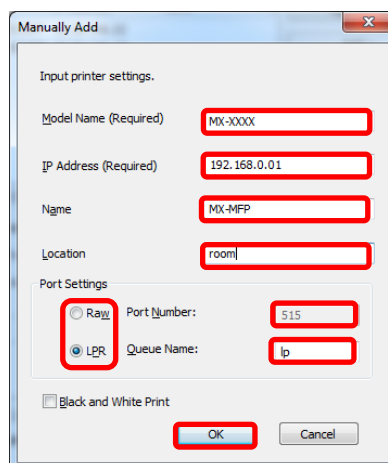 Manually Add
Input printer settings.
Model Name (Required) MX-XXXX
IP Address (Required) 192.168.0.01
Name MX-MFP
Location room
Port Settings
Raw Port Number: 515
LPR Queue Name: lp
Black and White Print
OK Cancel